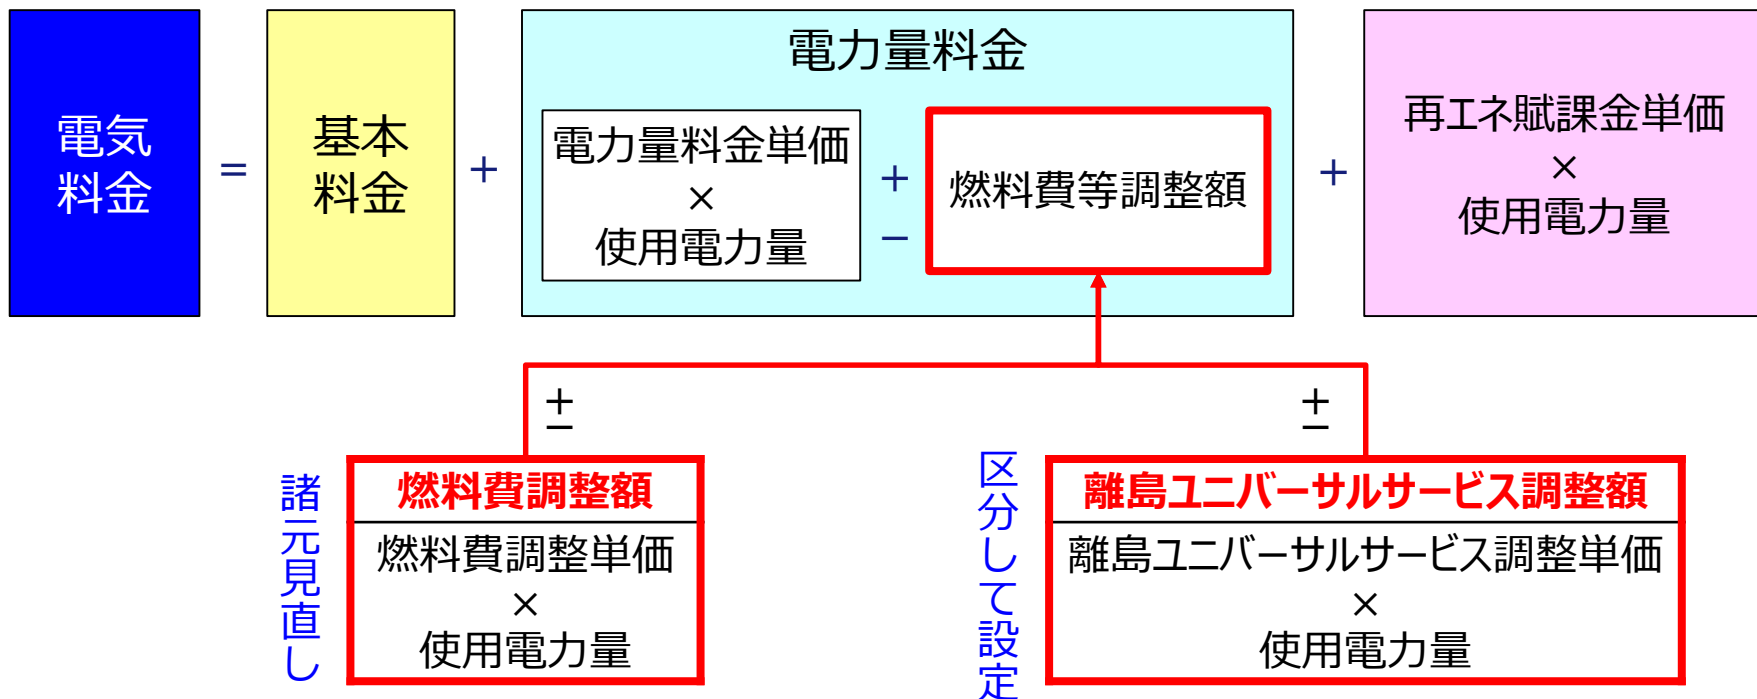 電気
料金
=
基本
料金
+
電力量料金
電力量料金単価
×
使用電力量
+
−
燃料費等調整額
+
再エネ賦課金単価
×
使用電力量
±
±
諸元見直し
燃料費調整額
燃料費調整単価
×
使用電力量
区分して設定
離島ユニバーサルサービス調整額
離島ユニバーサルサービス調整単価
×
使用電力量